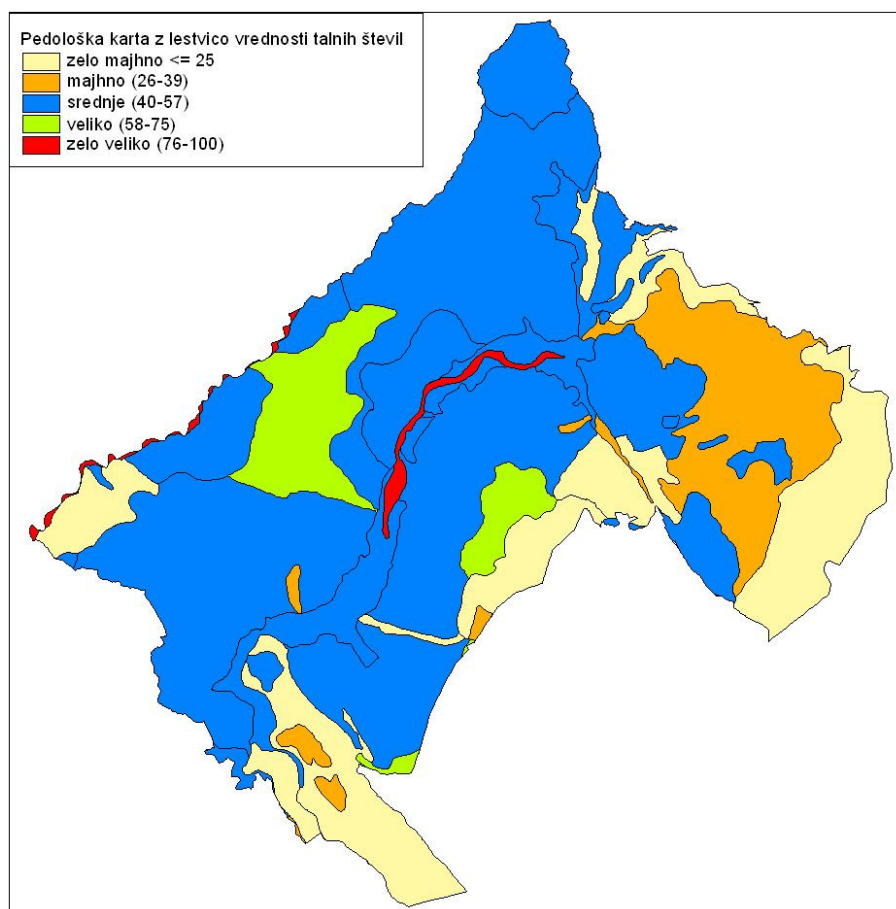 Pedološka karta z lestvico vrednosti talnih števil
zelo majhno <= 25
majhno (26-39)
srednje (40-57)
veliko (58-75)
zelo veliko (76-100)